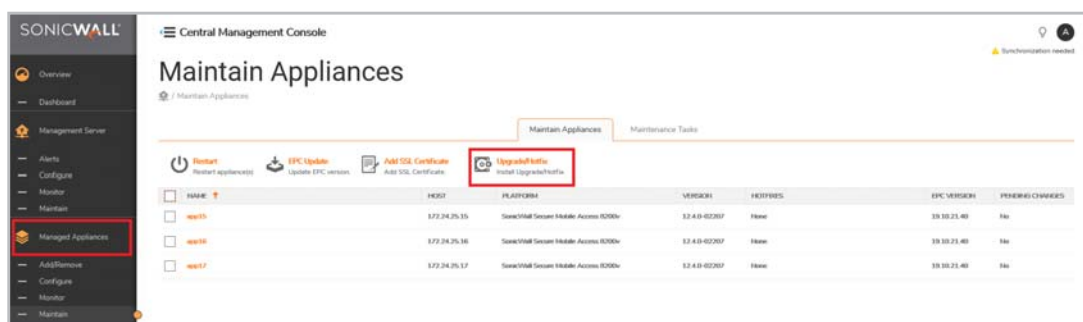 SONICWALL
Central Management Console
A
Synchronization needed
Overview
Dashboard
Management Server
Alerts
Configure
Monitor
Maintain
Managed Appliances
Add/Remove
Configure
Monitor
Maintain
Maintain Appliances
/ Maintain Appliances
Maintain Appliances Maintenance Tasks
Restart
Restart appliance(s)
EPC Update
Update EPC version.
Add SSL Certificate
Add SSL Certificate.
Upgrade/Hotfix
Install Upgrade/Hotfix
NAME HOST PLATFORM VERSION HOTFIXES EPC VERSION PENDING CHANGES
172.24.25.15 SonicWall Secure Mobile Access 8200v 12.4.0-02207 None 19.10.21.40 No
172.24.25.16 SonicWall Secure Mobile Access 8200v 12.4.0-02207 None 19.10.21.40 No
app17 172.24.25.17 SonicWall Secure Mobile Access 8200v 12.4.0-02207 None 19.10.21.40 No